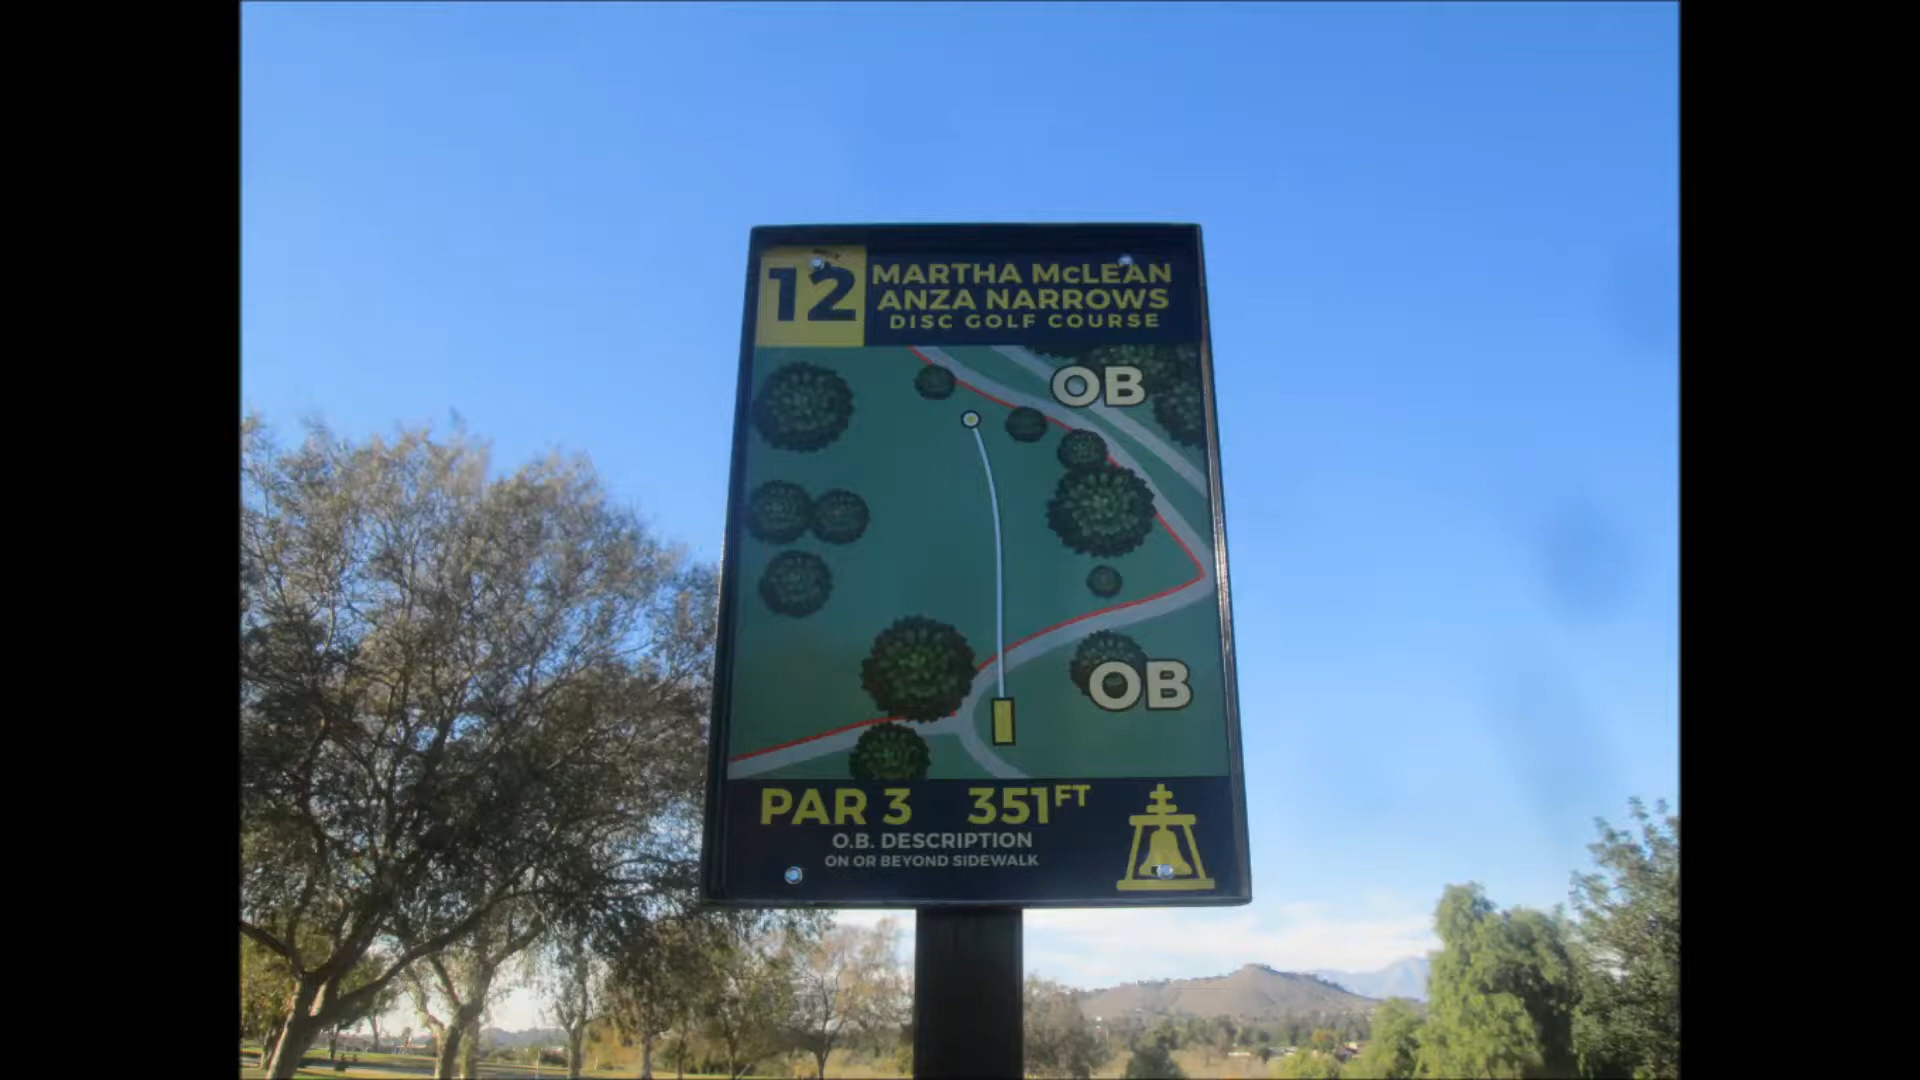 12
MARTHA McLEAN
ANZA NARROWS
DISC GOLF COURSE
OB
OB
PAR 3 351FT
O.B. DESCRIPTION
ON OR BEYOND SIDEWALK